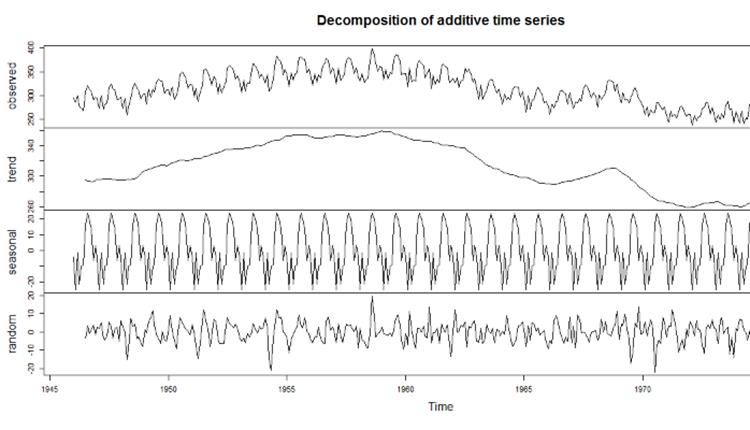 Decomposition of additive time series
observed
400
350
300
250
trend
340
300
260
seasonal
20
10
0
-20
random
20
10
0
-10
-20
1945 1950 1955 1960 1965 1970
Time